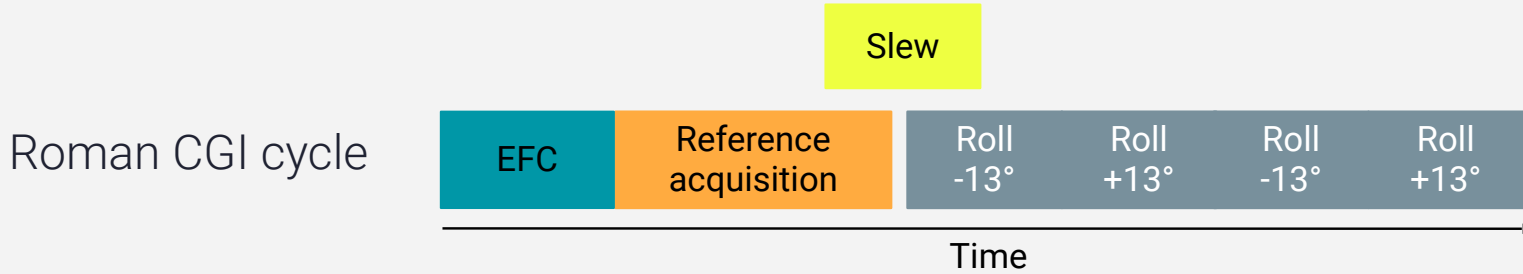 Slew
Roman CGI cycle
EFC
Reference
acquisition
Roll
-13°
Roll
+13°
Roll
-13°
Roll
+13°
Time